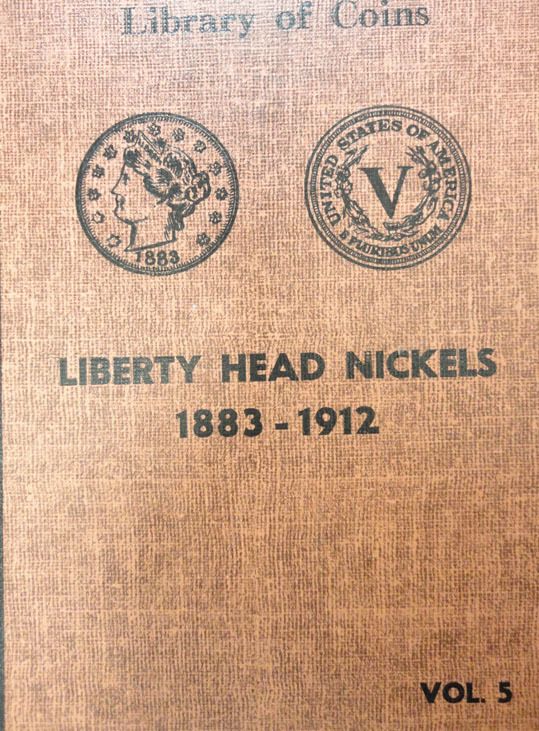 Library of Coins
1883
UNITED STATES OF AMERICA
V
E PLURIBUS UNUM
LIBERTY HEAD NICKELS
1883 - 1912
VOL. 5